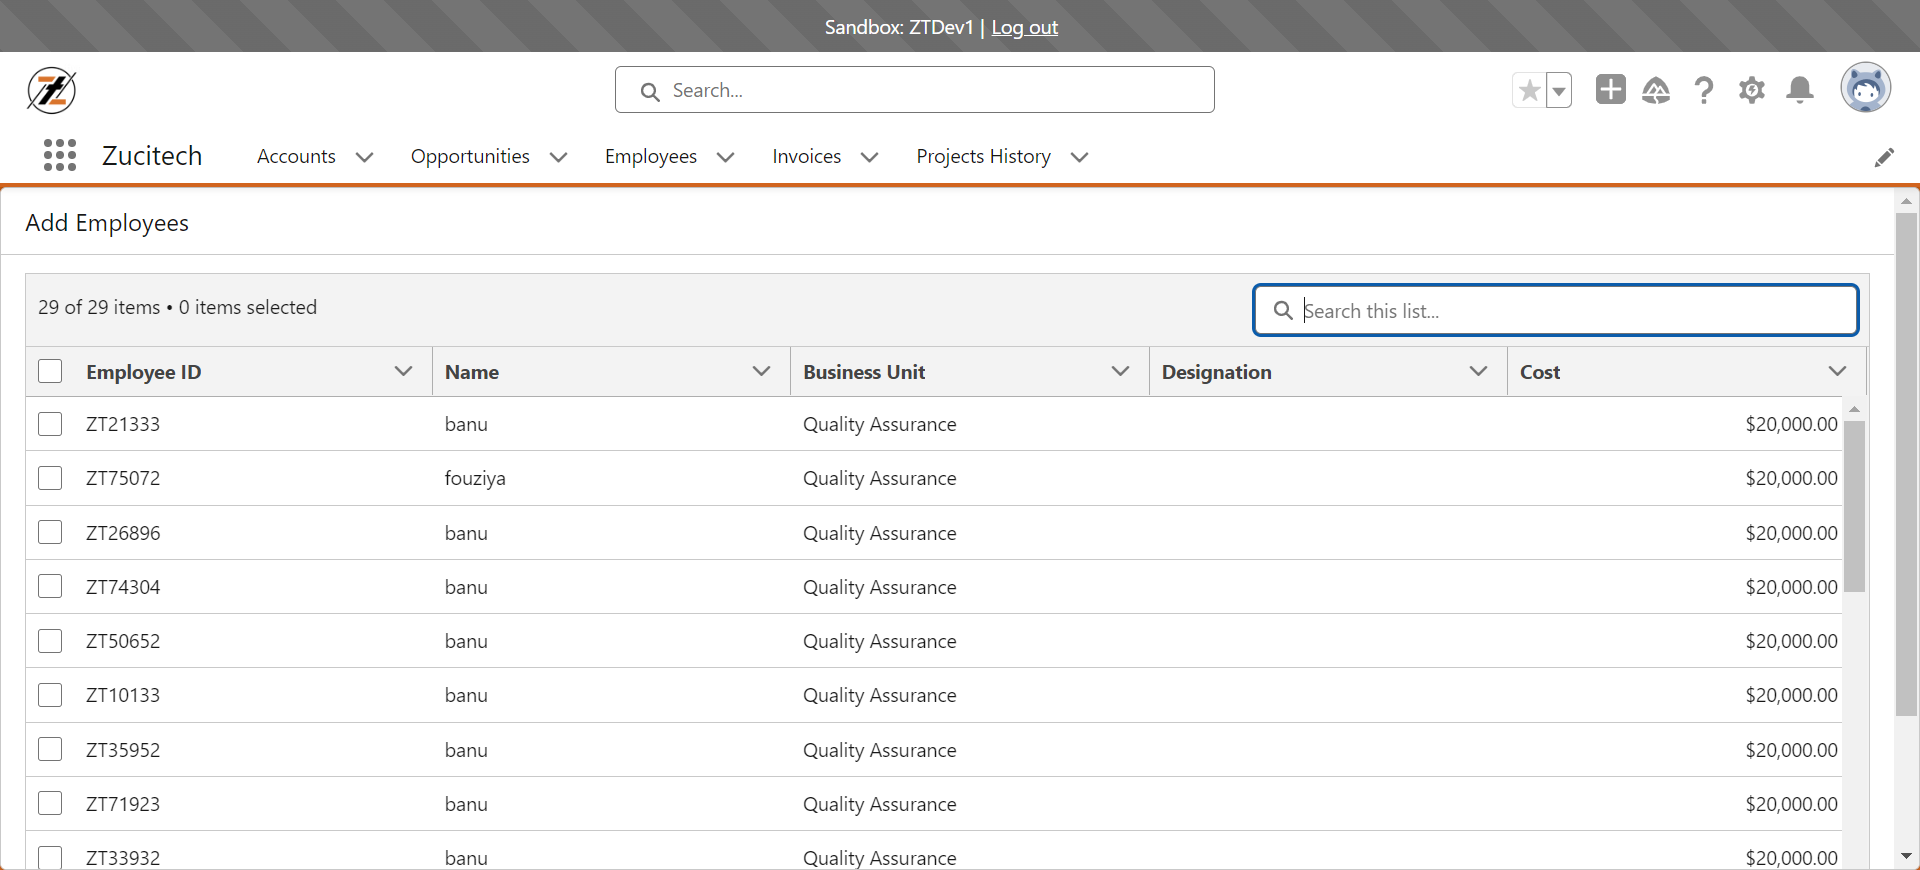 Sandbox: ZTDev1 | Log out
Search...
Zucitech Accounts Opportunities Employees Invoices Projects History
Add Employees
29 of 29 items • 0 items selected
Search this list...
Employee ID Name Business Unit Designation Cost
ZT21333 banu Quality Assurance $20,000.00
ZT75072 fouziya Quality Assurance $20,000.00
ZT26896 banu Quality Assurance $20,000.00
ZT74304 banu Quality Assurance $20,000.00
ZT50652 banu Quality Assurance $20,000.00
ZT10133 banu Quality Assurance $20,000.00
ZT35952 banu Quality Assurance $20,000.00
ZT71923 banu Quality Assurance $20,000.00
ZT33932 banu Quality Assurance $20,000.00